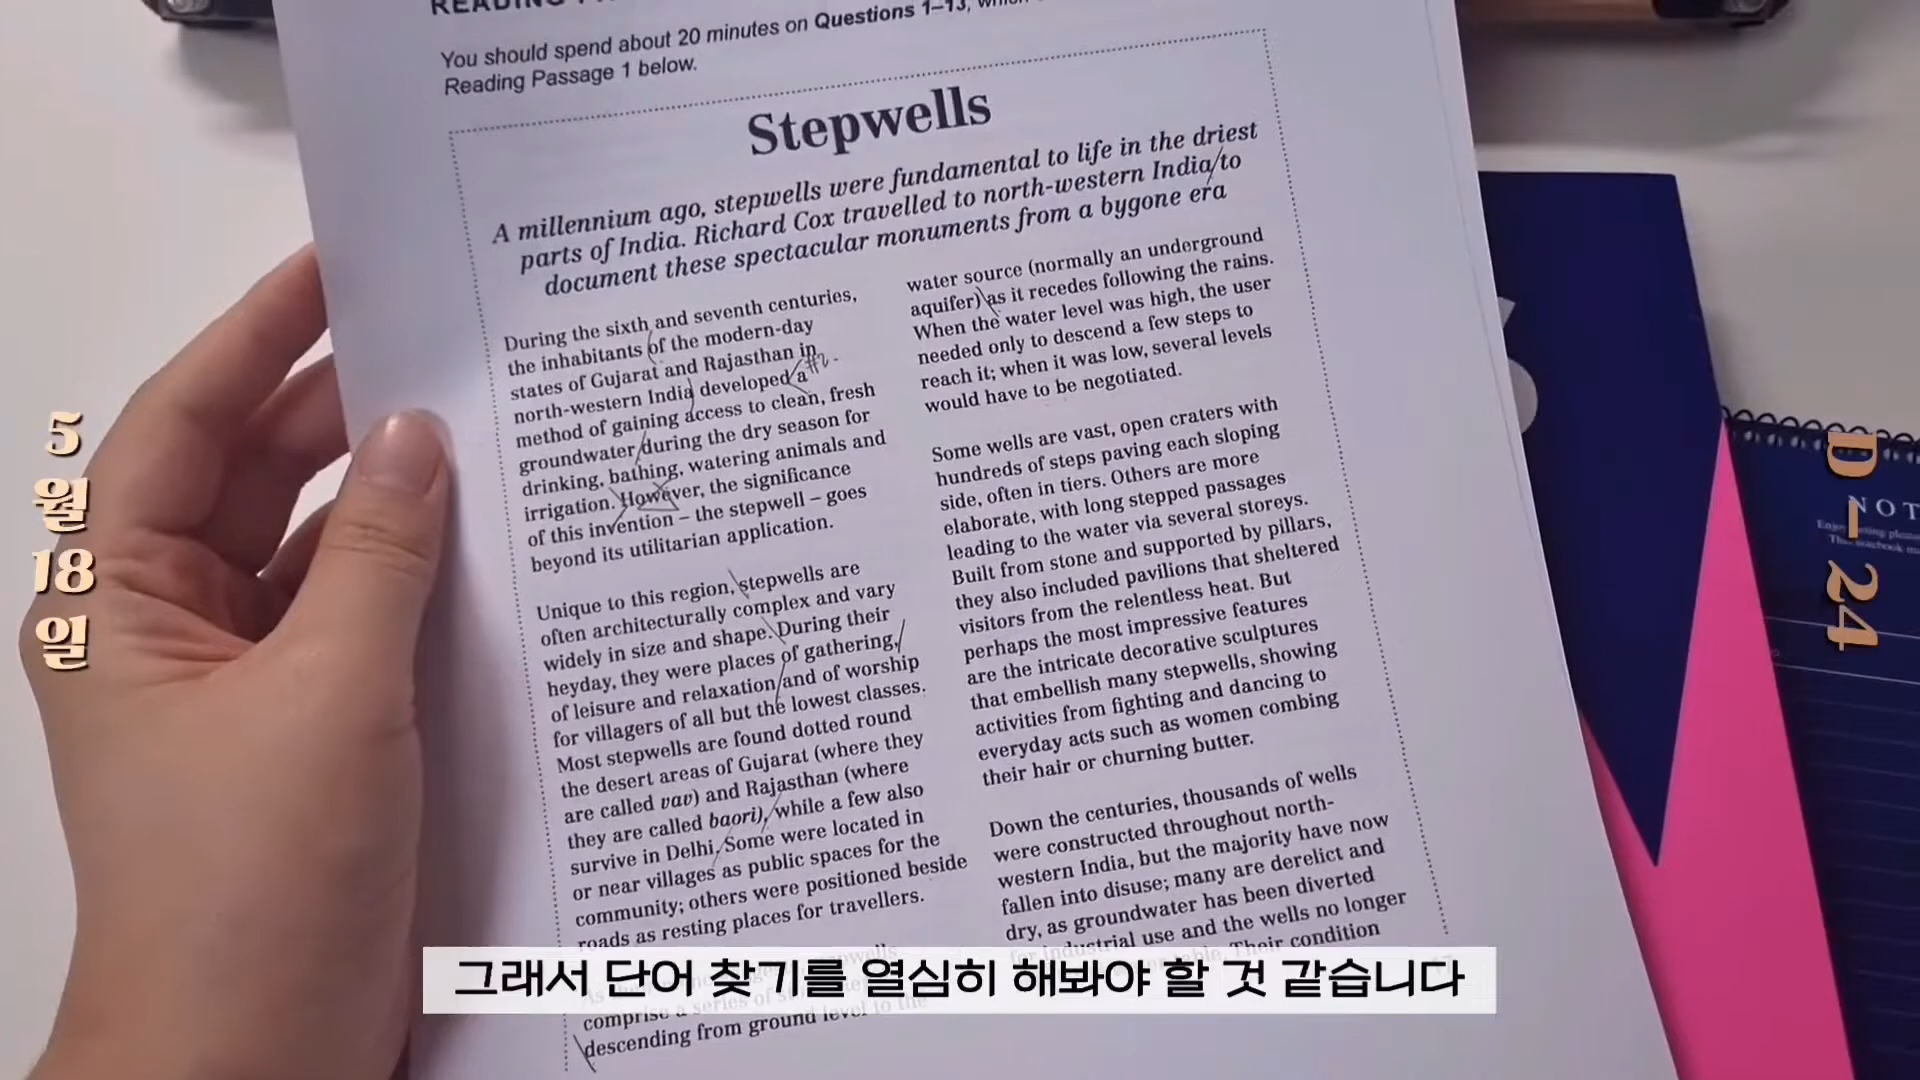 You should spend about 20 minutes on Questions 1–13,
Reading Passage 1 below.
Stepwells
A millennium ago, stepwells were fundamental to life in the driest
parts of India. Richard Cox travelled to north-western India to
document these spectacular monuments from a bygone era
During the sixth and seventh centuries,
the inhabitants of the modern-day
states of Gujarat and Rajasthan in
north-western India developed a
method of gaining access to clean, fresh
groundwater during the dry season for
drinking, bathing, watering animals and
irrigation. However, the significance
of this invention – the stepwell – goes
beyond its utilitarian application.
Unique to this region, stepwells are
often architecturally complex and vary
widely in size and shape. During their
heyday, they were places of gathering,
of leisure and relaxation and of worship
for villagers of all but the lowest classes.
Most stepwells are found dotted round
the desert areas of Gujarat (where they
are called vav) and Rajasthan (where
they are called baori), while a few also
survive in Delhi. Some were located in
or near villages as public spaces for the
community; others were positioned beside
roads as resting places for travellers.
comprise a series of
descending from ground level to the
water source (normally an underground
aquifer) as it recedes following the rains.
When the water level was high, the user
needed only to descend a few steps to
reach it; when it was low, several levels
would have to be negotiated.
Some wells are vast, open craters with
hundreds of steps paving each sloping
side, often in tiers. Others are more
elaborate, with long stepped passages
leading to the water via several storeys.
Built from stone and supported by pillars,
they also included pavilions that sheltered
visitors from the relentless heat. But
perhaps the most impressive features
are the intricate decorative sculptures
that embellish many stepwells, showing
activities from fighting and dancing to
everyday acts such as women combing
their hair or churning butter.
Down the centuries, thousands of wells
were constructed throughout north-
western India, but the majority have now
fallen into disuse; many are derelict and
dry, as groundwater has been diverted
for industrial use and the wells no longer
Their condition
5
월
18
일
D-24
그래서 단어 찾기를 열심히 해봐야 할 것 같습니다